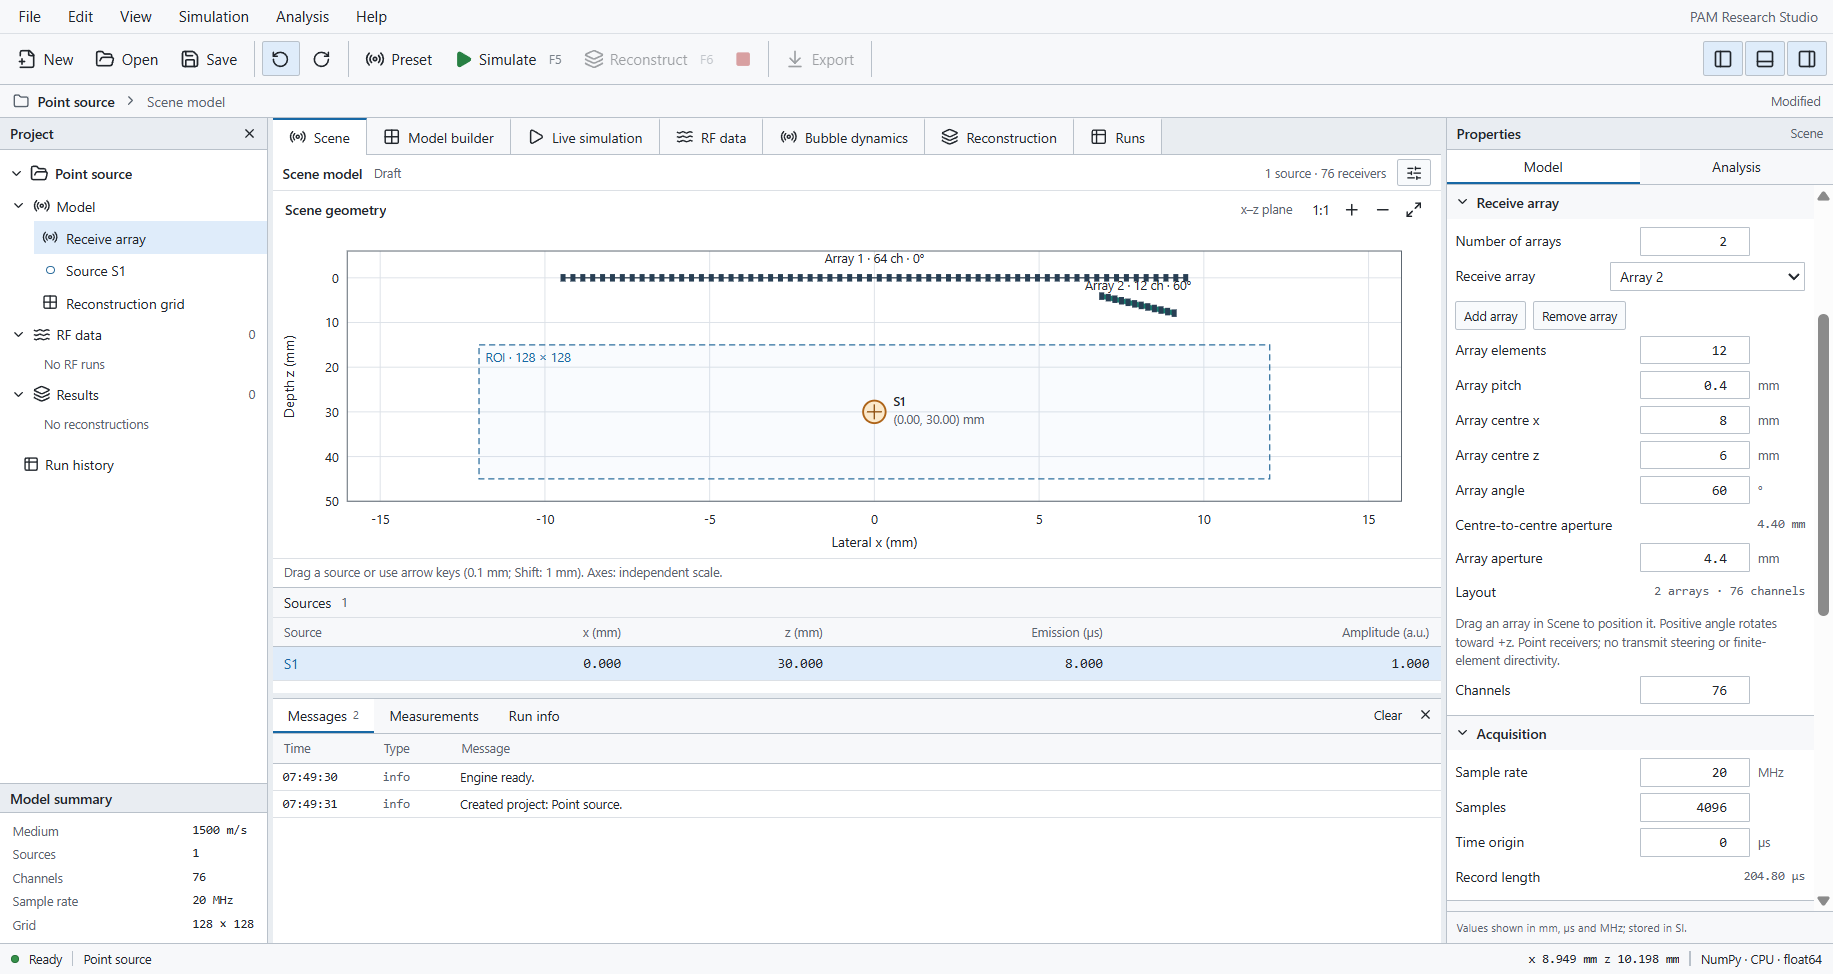 File Edit View Simulation Analysis Help PAM Research Studio
New Open Save Preset Simulate F5 Reconstruct F6 Export
Point source Scene model Modified
Project
Point source
Model
Receive array
Source S1
Reconstruction grid
RF data 0
No RF runs
Results 0
No reconstructions
Run history
Model summary
Medium 1500 m/s
Sources 1
Channels 76
Sample rate 20 MHz
Grid 128 × 128
Scene Model builder Live simulation RF data Bubble dynamics Reconstruction Runs
Scene model Draft 1 source · 76 receivers
Scene geometry x–z plane 1:1
Array 1 · 64 ch · 0°
Array 2 · 12 ch · 60°
ROI · 128 × 128
S1
(0.00, 30.00) mm
0
10
20
30
40
50
Depth z (mm)
-15 -10 -5 0 5 10 15
Lateral x (mm)
Drag a source or use arrow keys (0.1 mm; Shift: 1 mm). Axes: independent scale.
Sources 1
Source x (mm) z (mm) Emission (µs) Amplitude (a.u.)
S1 0.000 30.000 8.000 1.000
Messages 2 Measurements Run info Clear
Time Type Message
07:49:30 info Engine ready.
07:49:31 info Created project: Point source.
Properties Scene
Model Analysis
Receive array
Number of arrays 2
Receive array Array 2
Add array Remove array
Array elements 12
Array pitch 0.4 mm
Array centre x 8 mm
Array centre z 6 mm
Array angle 60 °
Centre-to-centre aperture 4.40 mm
Array aperture 4.4 mm
Layout 2 arrays · 76 channels
Drag an array in Scene to position it. Positive angle rotates
toward +z. Point receivers; no transmit steering or finite-
element directivity.
Channels 76
Acquisition
Sample rate 20 MHz
Samples 4096
Time origin 0 µs
Record length 204.80 µs
Values shown in mm, µs and MHz; stored in SI.
Ready Point source x 8.949 mm z 10.198 mm NumPy · CPU · float64